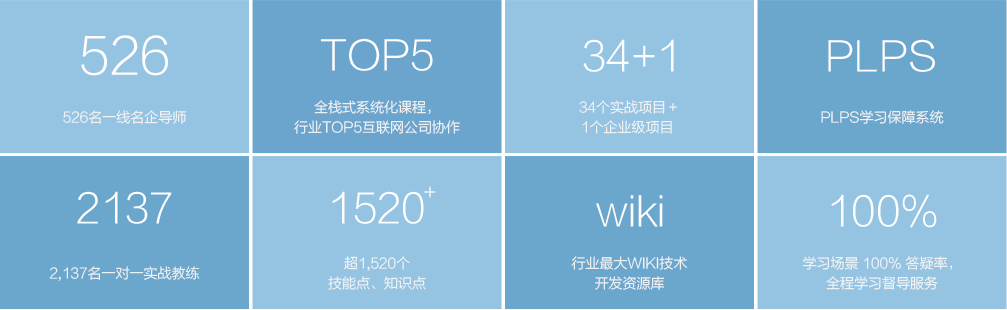 526
526名一线名企导师
TOP5
全栈式系统化课程，
行业TOP5互联网公司协作
34+1
34个实战项目＋
1个企业级项目
PLPS
PLPS学习保障系统
2137
2,137名一对一实战教练
1520+
超1,520个
技能点、知识点
wiki
行业最大WIKI技术
开发资源库
100%
学习场景 100% 答疑率，
全程学习督导服务